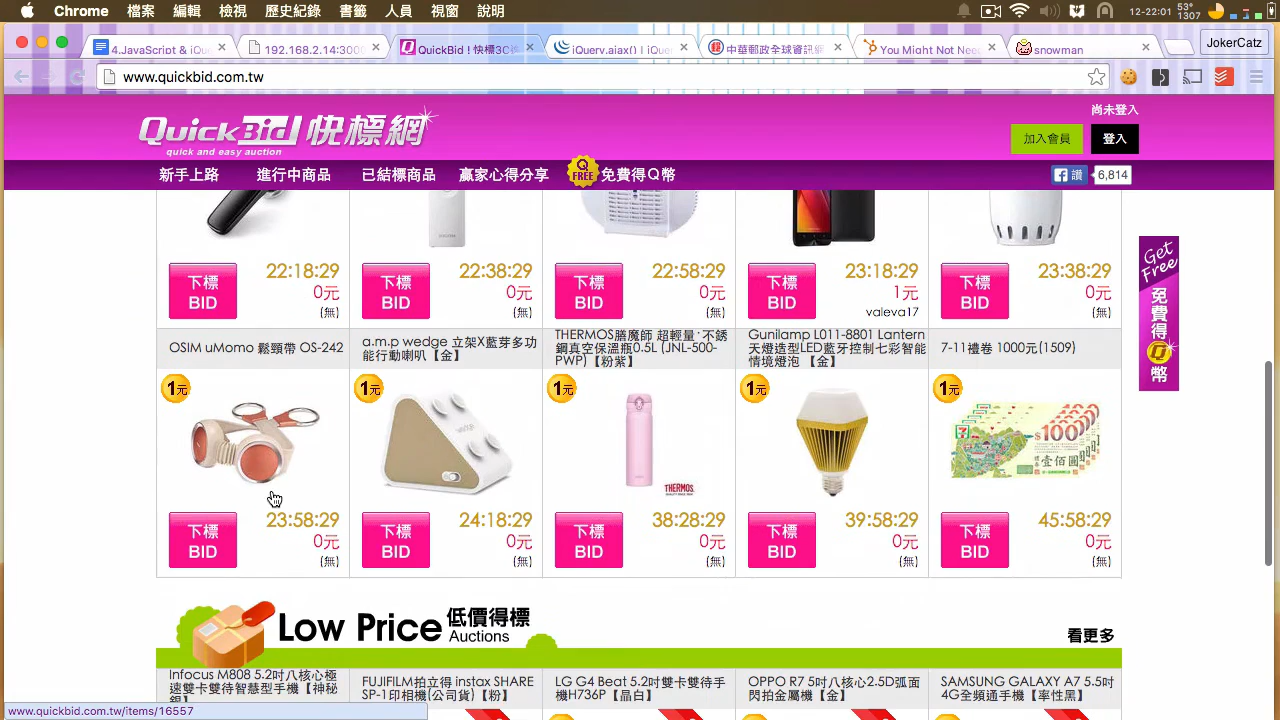 Chrome 檔案 編輯 檢視 歷史紀錄 書籤 人員 視窗 說明
53° 1307
12-22:01
4.JavaScript & iQuer
192.168.2.14:3000
QuickBid ! 快標3C
jQuery.ajax() | jQue
中華郵政全球資訊網
You Might Not Nee
snowman
JokerCatz
www.quickbid.com.tw
尚未登入
QuickBid 快標網
quick and easy auction
加入會員 登入
新手上路 進行中商品 已結標商品 贏家心得分享 Q FREE 免費得Q幣
讚 6,814
Get Free 免費得Q幣
下標 BID 22:18:29 0元 (無)
下標 BID 22:38:29 0元 (無)
下標 BID 22:58:29 0元 (無)
下標 BID 23:18:29 1元 valeva17
下標 BID 23:38:29 0元 (無)
OSIM uMomo 鬆頸帶 OS-242
a.m.p wedge 立架X藍芽多功能行動喇叭【金】
THERMOS膳魔師 超輕量‧不銹鋼真空保溫瓶0.5L (JNL-500-PWP)【粉紫】
Gunilamp L011-8801 Lantern 天燈造型LED藍牙控制七彩智能情境燈泡 【金】
7-11禮卷 1000元(1509)
1元
1元
1元
1元
1元
THERMOS
$100
壹佰圓
下標 BID 23:58:29 0元 (無)
下標 BID 24:18:29 0元 (無)
下標 BID 38:28:29 0元 (無)
下標 BID 39:58:29 0元 (無)
下標 BID 45:58:29 0元 (無)
Low Price 低價得標 Auctions
看更多
Infocus M808 5.2吋八核心極速雙卡雙待智慧型手機【神秘銀】
FUJIFILM拍立得 instax SHARE SP-1印相機(公司貨)【粉】
LG G4 Beat 5.2吋雙卡雙待手機H736P【晶白】
OPPO R7 5吋八核心2.5D弧面閃拍金屬機【金】
SAMSUNG GALAXY A7 5.5吋4G全頻通手機【率性黑】
www.quickbid.com.tw/items/16557